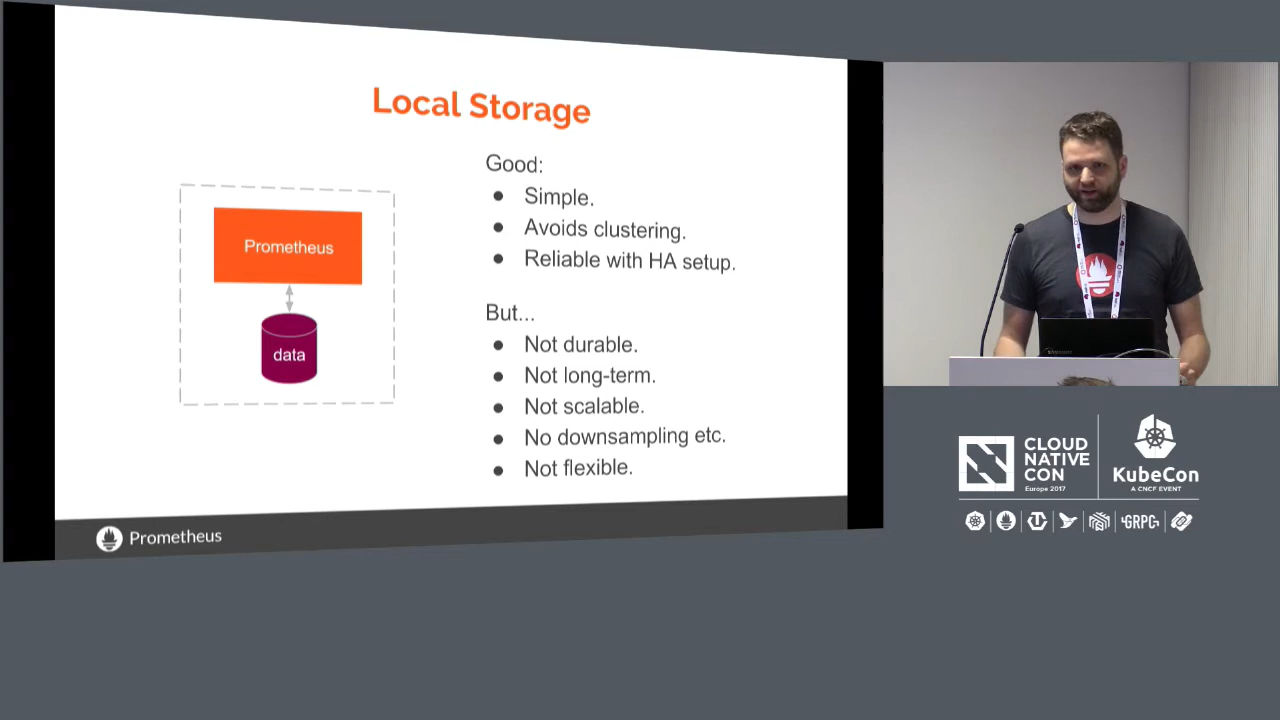 Local Storage
Good:
Simple.
Avoids clustering.
Reliable with HA setup.
But...
Not durable.
Not long-term.
Not scalable.
No downsampling etc.
Not flexible.
Prometheus
data
Prometheus
SAMSUNG
CLOUD
NATIVE
CON
Europe 2017
KubeCon
A CNCF EVENT
GRPC